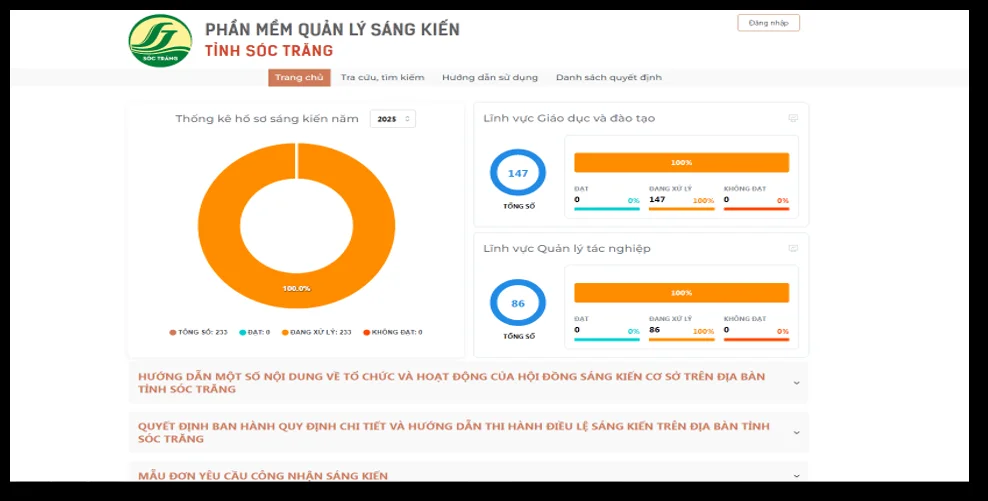 SÓC TRĂNG
PHẦN MỀM QUẢN LÝ SÁNG KIẾN
TỈNH SÓC TRĂNG
Đăng nhập
Trang chủ
Tra cứu, tìm kiếm
Hướng dẫn sử dụng
Danh sách quyết định
Thống kê hồ sơ sáng kiến năm
2025
100.0%
TỔNG SỐ: 233
ĐẠT: 0
ĐANG XỬ LÝ: 233
KHÔNG ĐẠT: 0
Lĩnh vực Giáo dục và đào tạo
147
TỔNG SỐ
100%
ĐẠT
0
0%
ĐANG XỬ LÝ
147
100%
KHÔNG ĐẠT
0
0%
Lĩnh vực Quản lý tác nghiệp
86
TỔNG SỐ
100%
ĐẠT
0
0%
ĐANG XỬ LÝ
86
100%
KHÔNG ĐẠT
0
0%
HƯỚNG DẪN MỘT SỐ NỘI DUNG VỀ TỔ CHỨC VÀ HOẠT ĐỘNG CỦA HỘI ĐỒNG SÁNG KIẾN CƠ SỞ TRÊN ĐỊA BÀN
TỈNH SÓC TRĂNG
QUYẾT ĐỊNH BAN HÀNH QUY ĐỊNH CHI TIẾT VÀ HƯỚNG DẪN THI HÀNH ĐIỀU LỆ SÁNG KIẾN TRÊN ĐỊA BÀN TỈNH
SÓC TRĂNG
MẪU ĐƠN YÊU CẦU CÔNG NHẬN SÁNG KIẾN